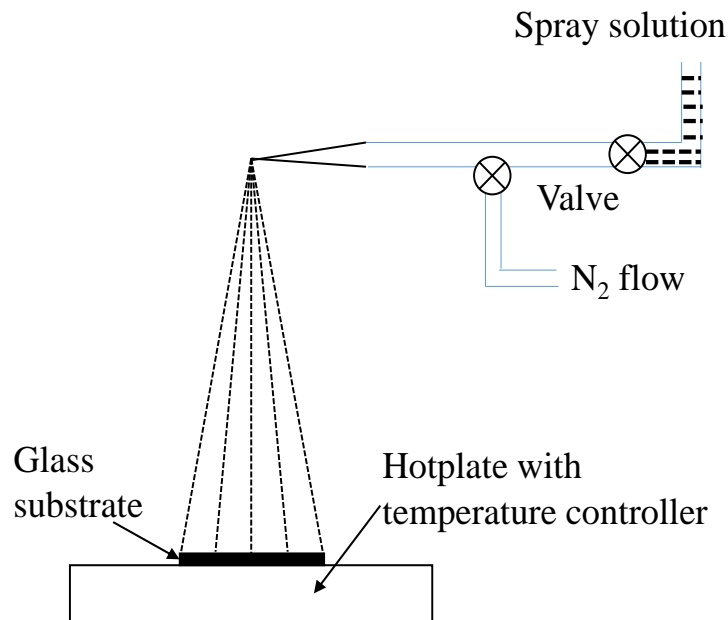 Spray solution
Valve
N₂ flow
Glass
substrate
Hotplate with
temperature controller